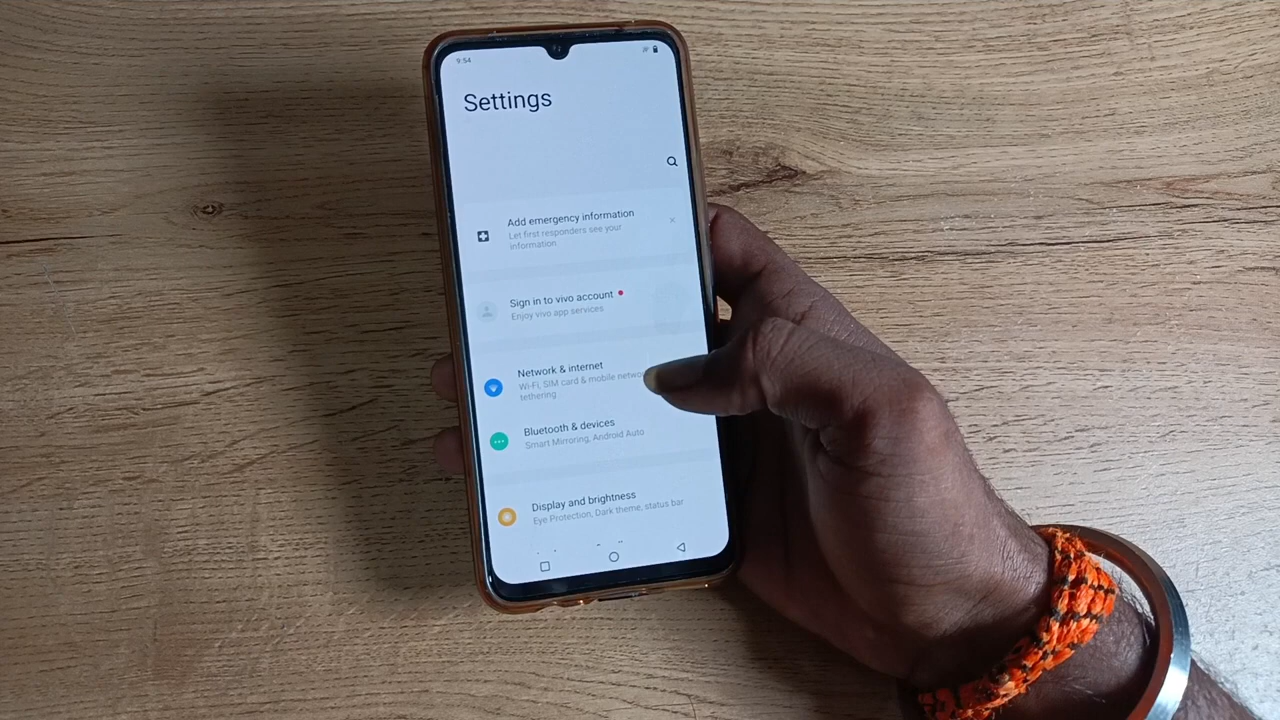 9:54
Settings
Add emergency information
Let first responders see your
information
Sign in to vivo account
Enjoy vivo app services
Network & internet
Wi-Fi, SIM card & mobile
tethering
Bluetooth & devices
Smart Mirroring, Android Auto
Display and brightness
Eye Protection, Dark theme, status bar